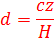 d = cz/H